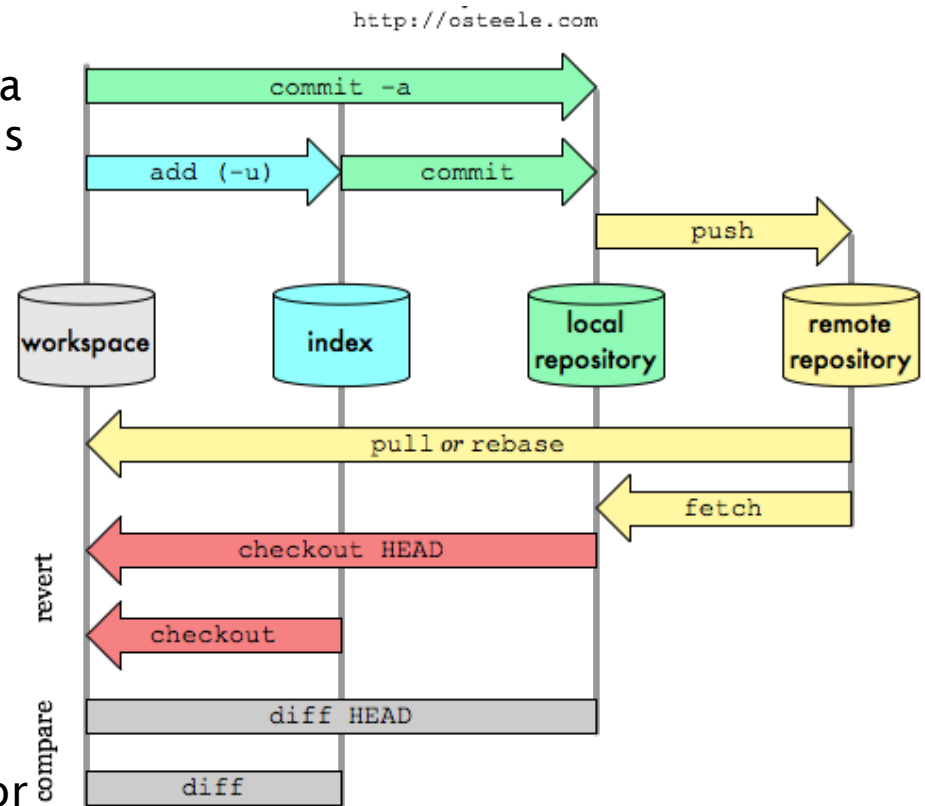 http://osteele.com
a
s
commit -a
add (-u)
commit
push
workspace
index
local
repository
remote
repository
pull or rebase
fetch
checkout HEAD
revert
checkout
diff HEAD
compare
diff
or